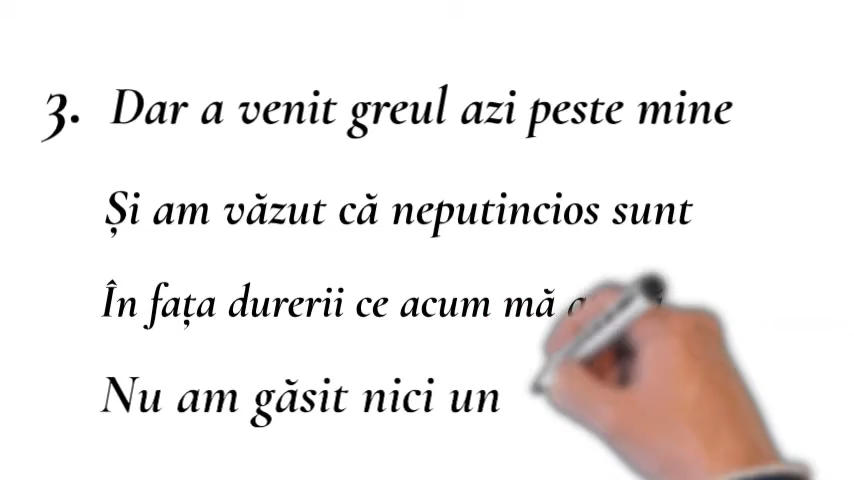 3. Dar a venit greul azi peste mine
Și am văzut că neputincios sunt
În fața durerii ce acum mă
Nu am găsit nici un